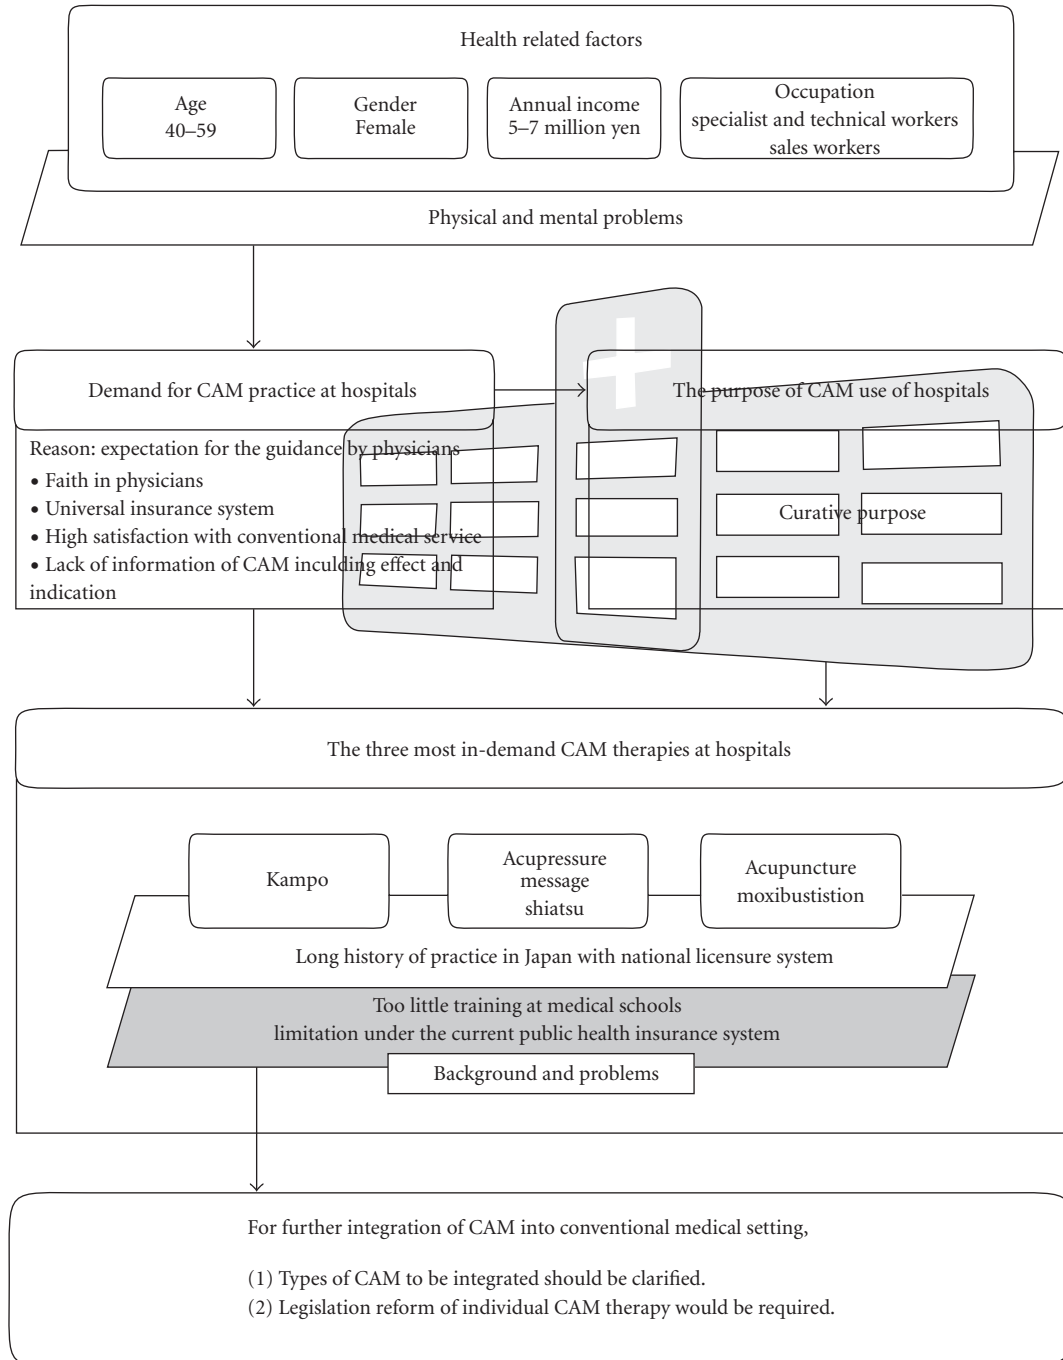 Health related factors
Age
40–59
Gender
Female
Annual income
5–7 million yen
Occupation
specialist and technical workers
sales workers
Physical and mental problems
Demand for CAM practice at hospitals
The purpose of CAM use of hospitals
Reason: expectation for the guidance by physicians
• Faith in physicians
• Universal insurance system
• High satisfaction with conventional medical service
• Lack of information of CAM inculding effect and
indication
Curative purpose
The three most in-demand CAM therapies at hospitals
Kampo
Acupressure
message
shiatsu
Acupuncture
moxibustistion
Long history of practice in Japan with national licensure system
Too little training at medical schools
limitation under the current public health insurance system
Background and problems
For further integration of CAM into conventional medical setting,
(1) Types of CAM to be integrated should be clarified.
(2) Legislation reform of individual CAM therapy would be required.